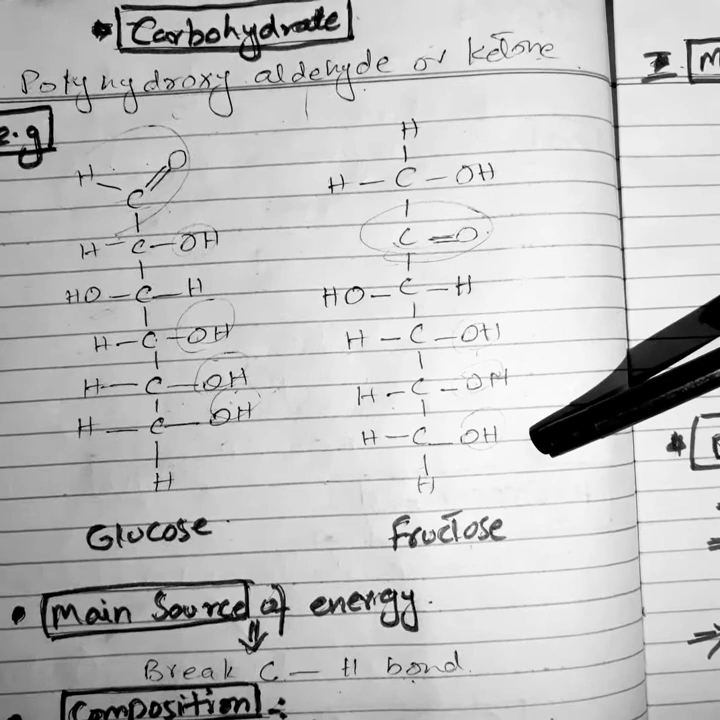 • Carbohydrate
Polyhydroxy aldehyde or ketone
e.g
H
H O
H — C — OH
C
C = O
H — C — OH
HO — C — H
HO — C — H
H — C — OH
H — C — OH
H — C — OH
H — C — OH
H — C — OH
H — C — OH
H
H
Glucose
Fructose
• Main Source of energy.
⇓
Break C — H bond.
Composition :